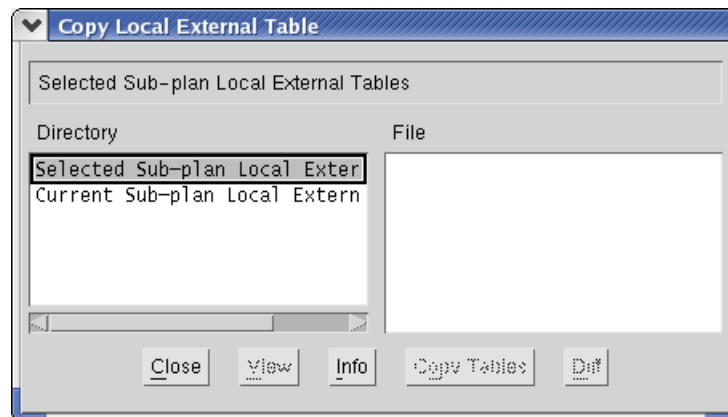 Copy Local External Table
Selected Sub-plan Local External Tables
Directory
File
Selected Sub-plan Local Exter
Current Sub-plan Local Extern
Close View Info Copy Tables Diff